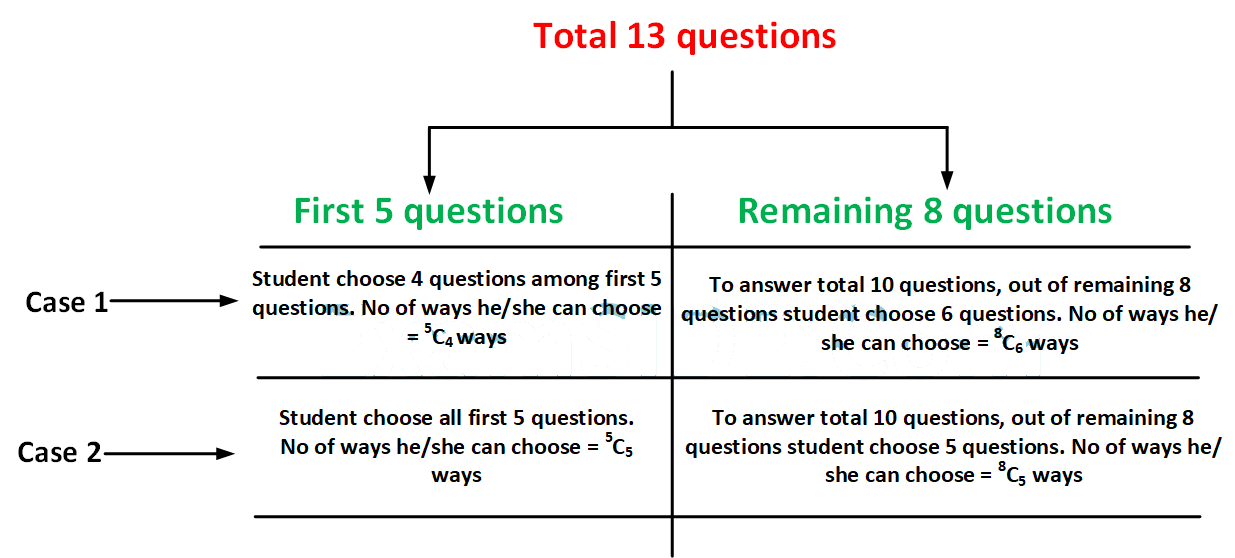 Total 13 questions
First 5 questions
Remaining 8 questions
Case 1
Student choose 4 questions among first 5
questions. No of ways he/she can choose
= ⁵C₄ ways
To answer total 10 questions, out of remaining 8
questions student choose 6 questions. No of ways he/
she can choose = ⁸C₆ ways
Case 2
Student choose all first 5 questions.
No of ways he/she can choose = ⁵C₅
ways
To answer total 10 questions, out of remaining 8
questions student choose 5 questions. No of ways he/
she can choose = ⁸C₅ ways